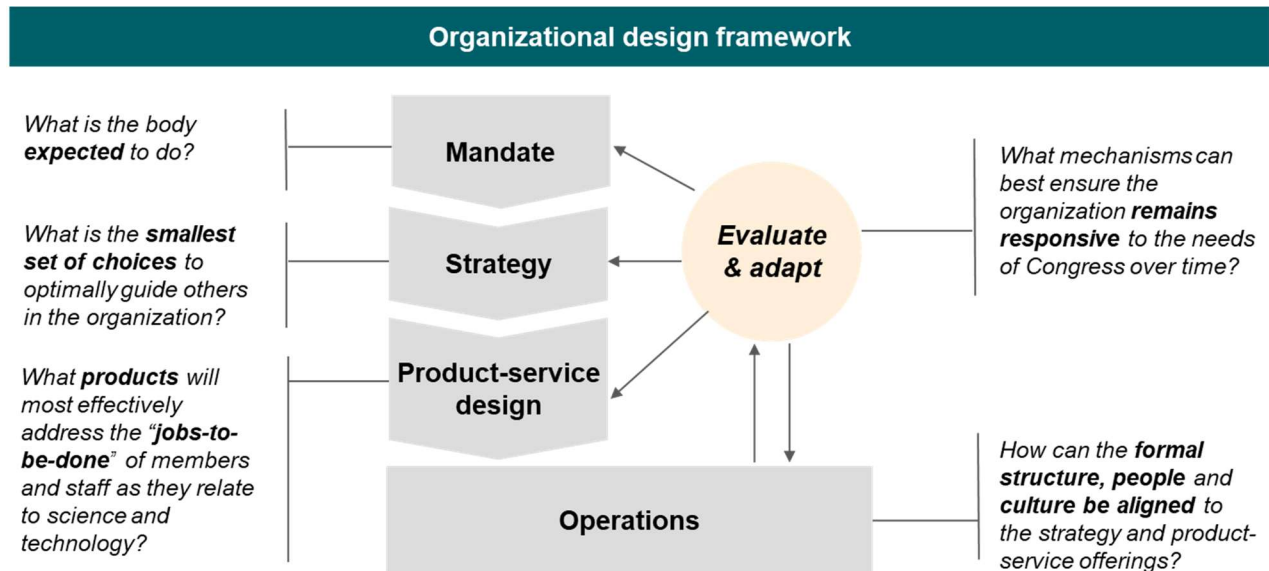 Organizational design framework
What is the body
expected to do?
Mandate
What is the smallest
set of choices to
optimally guide others
in the organization?
Strategy
What products will
most effectively
address the “jobs-to-
be-done” of members
and staff as they relate
to science and
technology?
Product-service
design
Evaluate
& adapt
What mechanisms can
best ensure the
organization remains
responsive to the needs
of Congress over time?
Operations
How can the formal
structure, people and
culture be aligned to
the strategy and product-
service offerings?